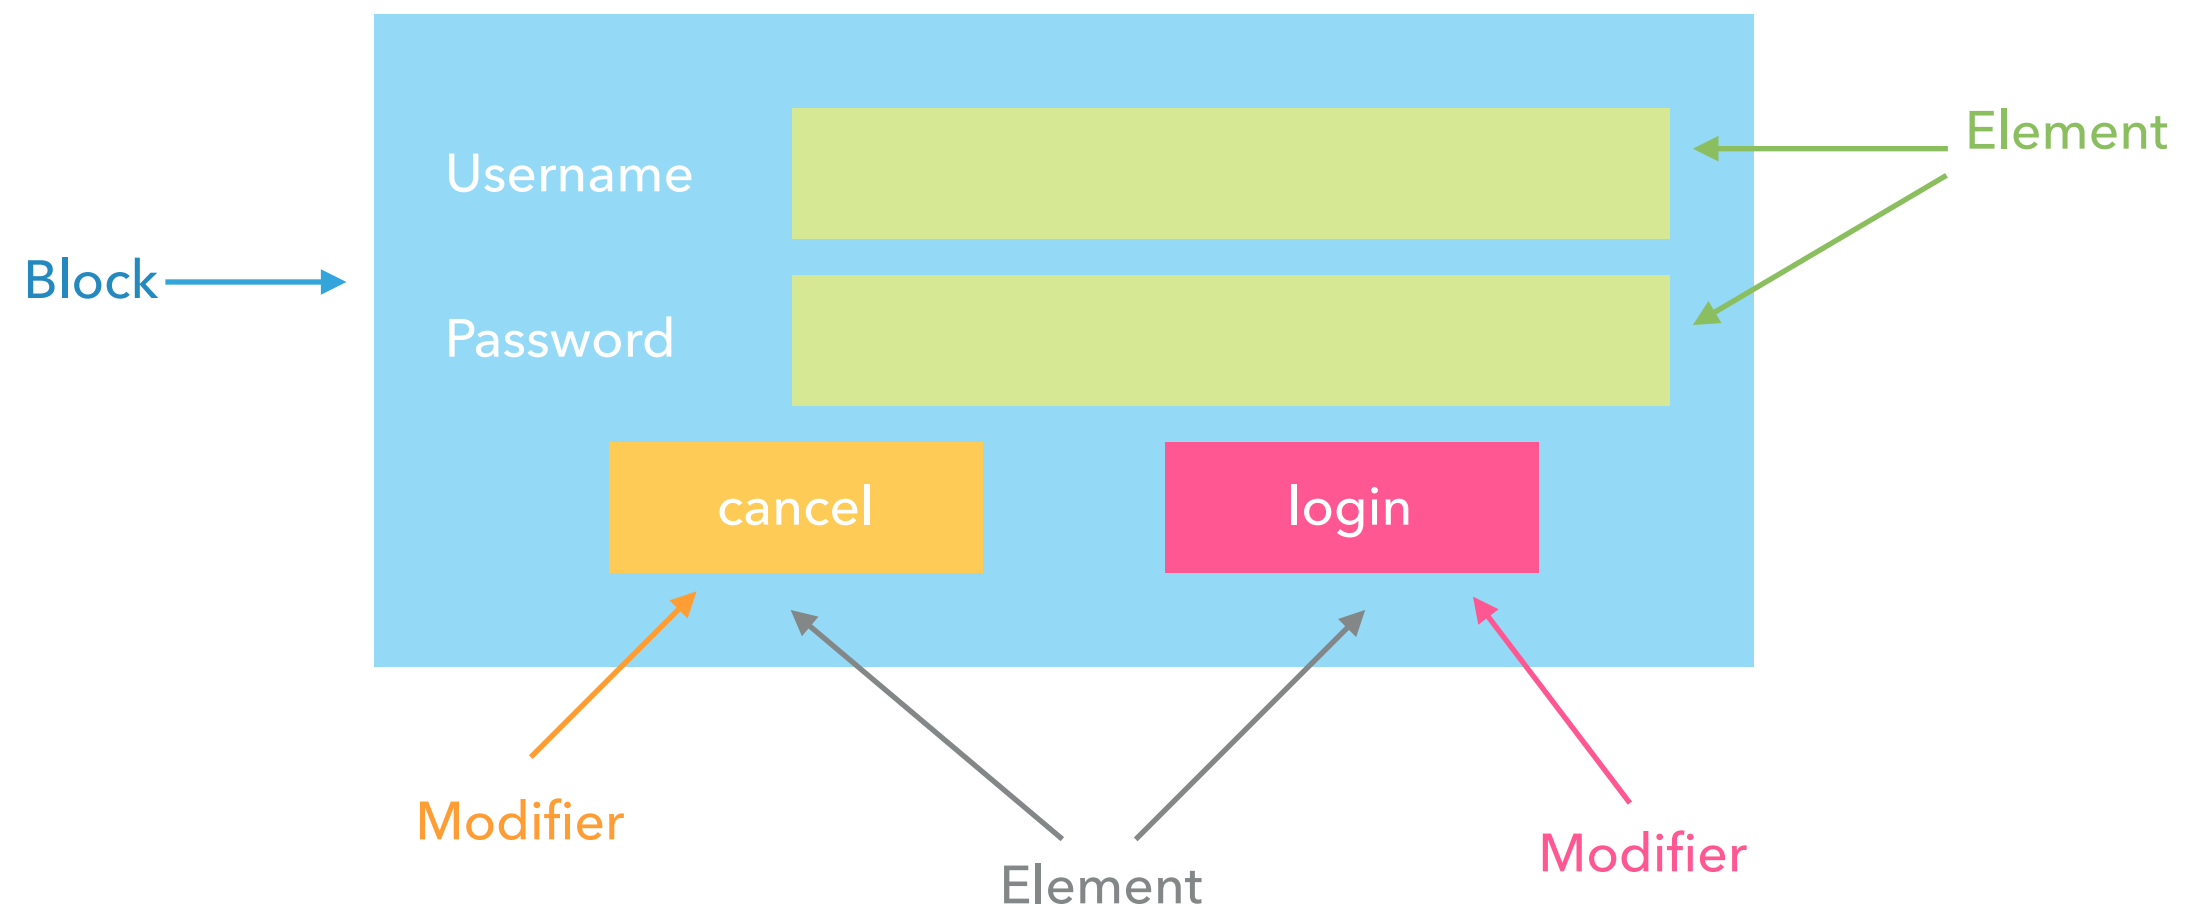 Element
Username
Block
Password
cancel
login
Modifier
Modifier
Element